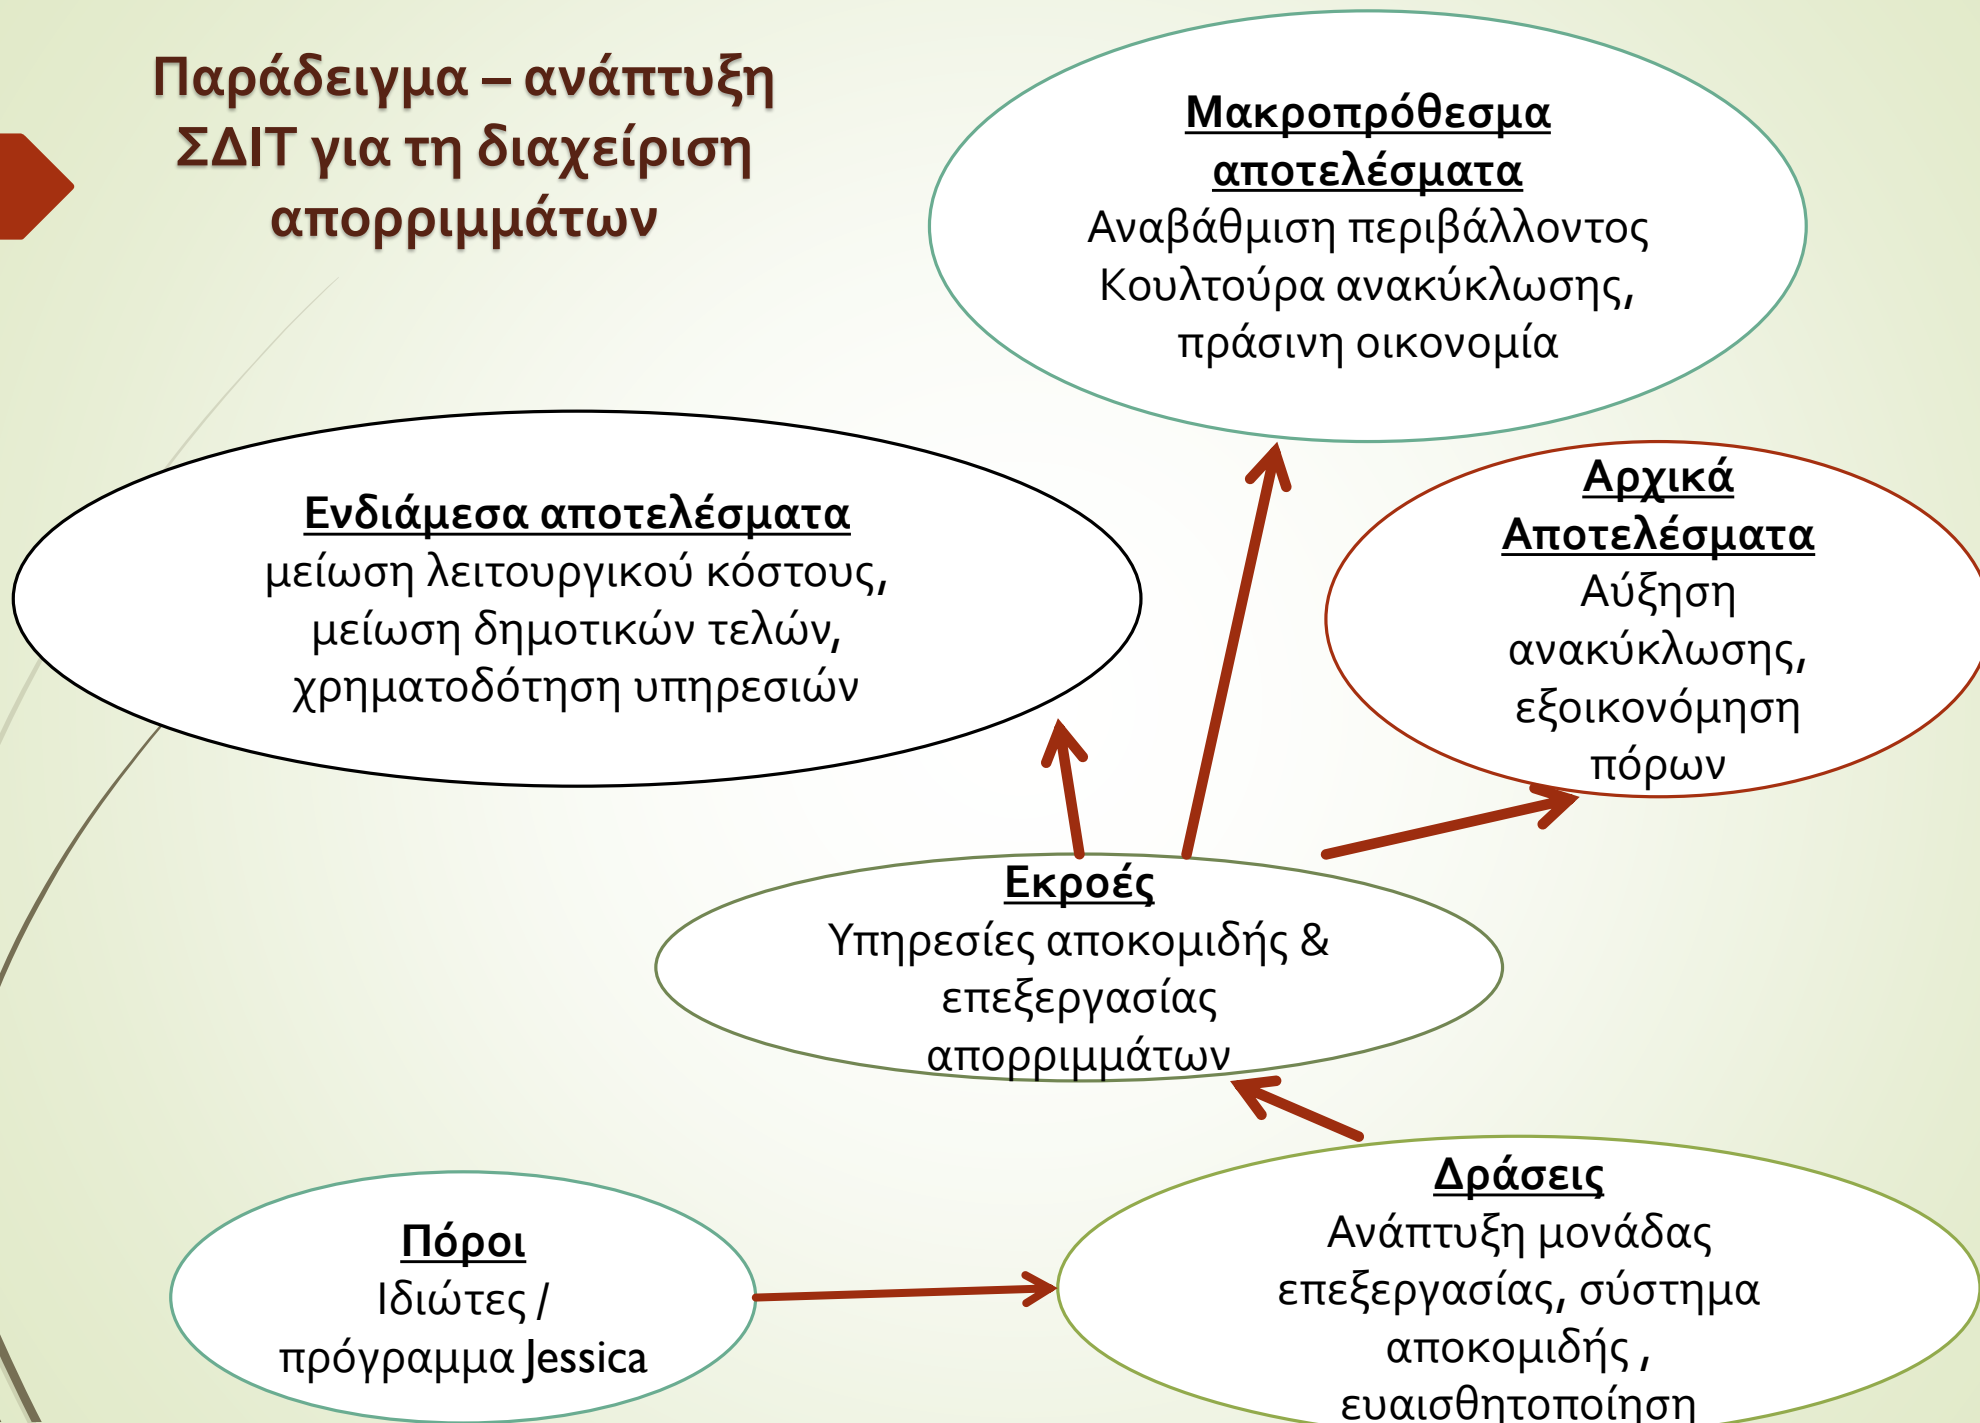 Παράδειγμα – ανάπτυξη
ΣΔΙΤ για τη διαχείριση
απορριμμάτων
Μακροπρόθεσμα
αποτελέσματα
Αναβάθμιση περιβάλλοντος
Κουλτούρα ανακύκλωσης,
πράσινη οικονομία
Ενδιάμεσα αποτελέσματα
μείωση λειτουργικού κόστους,
μείωση δημοτικών τελών,
χρηματοδότηση υπηρεσιών
Αρχικά
Αποτελέσματα
Αύξηση
ανακύκλωσης,
εξοικονόμηση
πόρων
Εκροές
Υπηρεσίες αποκομιδής &
επεξεργασίας
απορριμμάτων
Πόροι
Ιδιώτες /
πρόγραμμα Jessica
Δράσεις
Ανάπτυξη μονάδας
επεξεργασίας, σύστημα
αποκομιδής ,
ευαισθητοποίηση